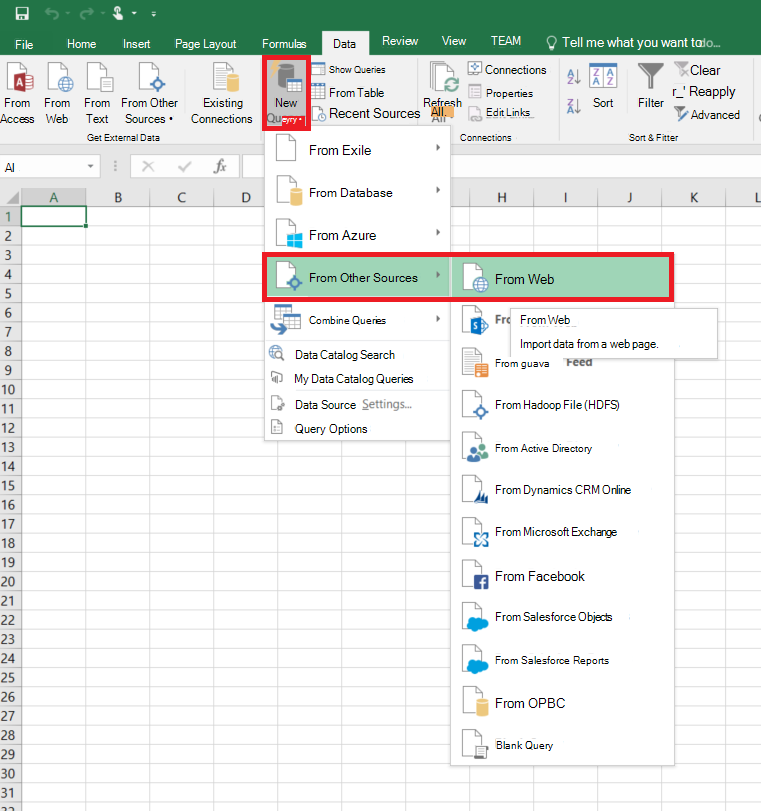 File Home Insert Page Layout Formulas Data Review View TEAM Tell me what you want to do...
From Access
From Web
From Text
From Other Sources
Existing Connections
Get External Data
New Query
Show Queries
From Table
Recent Sources
Refresh All
Connections
Properties
Edit Links
Connections
Sort
Filter
Clear
Reapply
Advanced
Sort & Filter
AI
fx
A B C D H I J K L
1
2
3
4
5
6
7
8
9
10
11
12
13
14
15
16
17
18
19
20
21
22
23
24
25
26
27
28
29
30
31
From Exile
From Database
From Azure
From Other Sources
Combine Queries
Data Catalog Search
My Data Catalog Queries
Data Source Settings...
Query Options
From Web
From Web
Import data from a web page.
From guava Feed
From Hadoop File (HDFS)
From Active Directory
From Dynamics CRM Online
From Microsoft Exchange
From Facebook
From Salesforce Objects
From Salesforce Reports
From OPBC
Blank Query